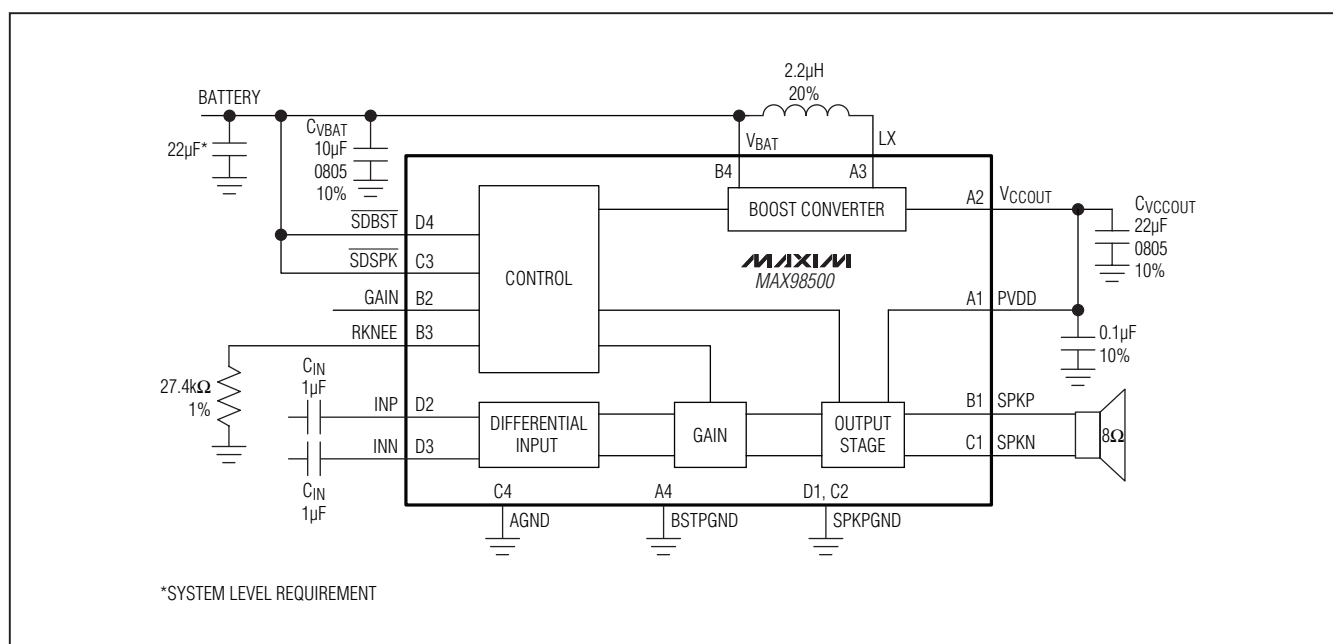 BATTERY
22µF*
CVBAT
10µF
0805
10%
2.2µH
20%
VBAT
LX
B4
A3
BOOST CONVERTER
A2
VCCOUT
CVCCOUT
22µF
0805
10%
SDBST
D4
SDSPK
C3
GAIN
B2
RKNEE
B3
CONTROL
MAXIM
MAX98500
A1
PVDD
0.1µF
10%
27.4kΩ
1%
CIN
1µF
INP
D2
INN
D3
CIN
1µF
DIFFERENTIAL
INPUT
GAIN
OUTPUT
STAGE
B1
SPKP
C1
SPKN
8Ω
C4
AGND
A4
BSTPGND
D1, C2
SPKPGND
*SYSTEM LEVEL REQUIREMENT